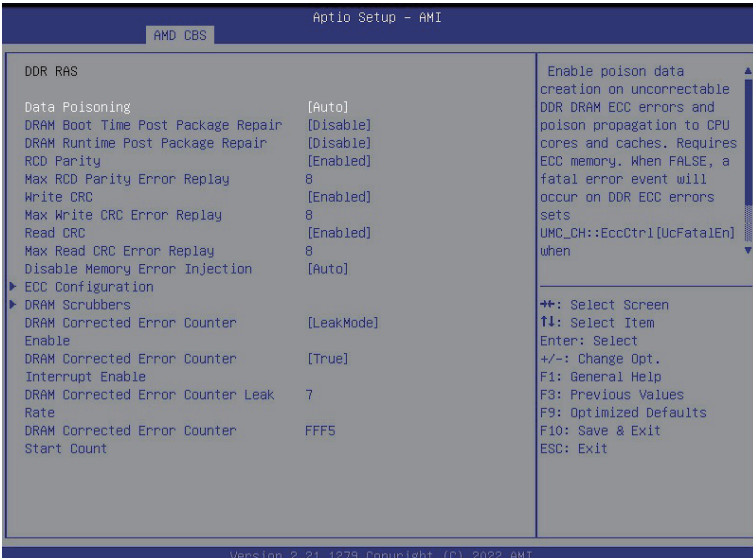 Aptio Setup - AMI
AMD CBS
DDR RAS
Data Poisoning [Auto]
DRAM Boot Time Post Package Repair [Disable]
DRAM Runtime Post Package Repair [Disable]
RCD Parity [Enabled]
Max RCD Parity Error Replay 8
Write CRC [Enabled]
Max Write CRC Error Replay 8
Read CRC [Enabled]
Max Read CRC Error Replay 8
Disable Memory Error Injection [Auto]
ECC Configuration
DRAM Scrubbers
DRAM Corrected Error Counter [LeakMode]
Enable
DRAM Corrected Error Counter [True]
Interrupt Enable
DRAM Corrected Error Counter Leak 7
Rate
DRAM Corrected Error Counter FFF5
Start Count
Enable poison data
creation on uncorrectable
DDR DRAM ECC errors and
poison propagation to CPU
cores and caches. Requires
ECC memory. When FALSE, a
fatal error event will
occur on DDR ECC errors
sets
UMC_CH::EccCtrl[UcFatalEn]
when
→←: Select Screen
↑↓: Select Item
Enter: Select
+/-: Change Opt.
F1: General Help
F3: Previous Values
F9: Optimized Defaults
F10: Save & Exit
ESC: Exit
Version 2.21.1279 Copyright (C) 2022 AMI